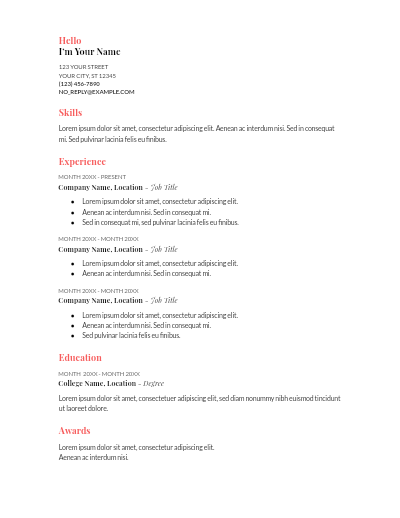 Hello
I'm Your Name
123 YOUR STREET
YOUR CITY, ST 12345
(123) 456-7890
NO_REPLY@EXAMPLE.COM
Skills
Lorem ipsum dolor sit amet, consectetur adipiscing elit. Aenean ac interdum nisi. Sed in consequat
mi. Sed pulvinar lacinia felis eu finibus.
Experience
MONTH 20XX - PRESENT
Company Name, Location - Job Title
● Lorem ipsum dolor sit amet, consectetur adipiscing elit.
● Aenean ac interdum nisi. Sed in consequat mi.
● Sed in consequat mi, sed pulvinar lacinia felis eu finibus.
MONTH 20XX - MONTH 20XX
Company Name, Location - Job Title
● Lorem ipsum dolor sit amet, consectetur adipiscing elit.
● Aenean ac interdum nisi. Sed in consequat mi.
MONTH 20XX - MONTH 20XX
Company Name, Location - Job Title
● Lorem ipsum dolor sit amet, consectetur adipiscing elit.
● Aenean ac interdum nisi. Sed in consequat mi.
● Sed pulvinar lacinia felis eu finibus.
Education
MONTH 20XX - MONTH 20XX
College Name, Location - Degree
Lorem ipsum dolor sit amet, consectetuer adipiscing elit, sed diam nonummy nibh euismod tincidunt
ut laoreet dolore.
Awards
Lorem ipsum dolor sit amet, consectetur adipiscing elit.
Aenean ac interdum nisi.